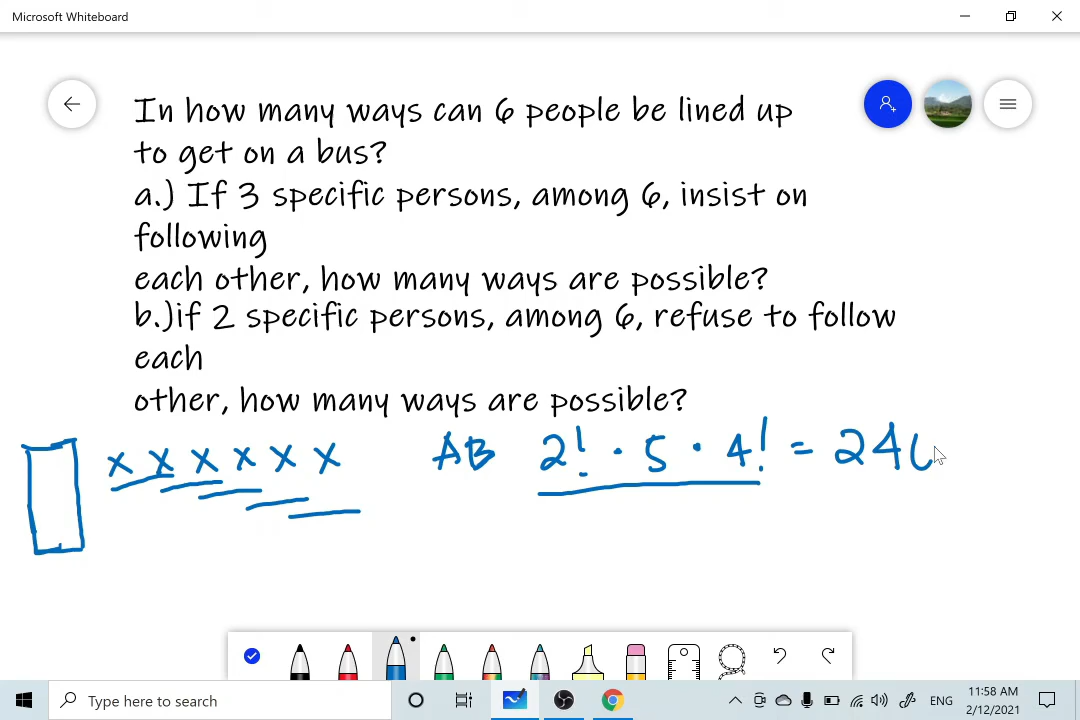 Microsoft Whiteboard
In how many ways can 6 people be lined up
to get on a bus?
a.) If 3 specific persons, among 6, insist on
following
each other, how many ways are possible?
b.)if 2 specific persons, among 6, refuse to follow
each
other, how many ways are possible?
x x x x x x AB 2! · 5 · 4! = 24
Type here to search
ENG
11:58 AM
2/12/2021